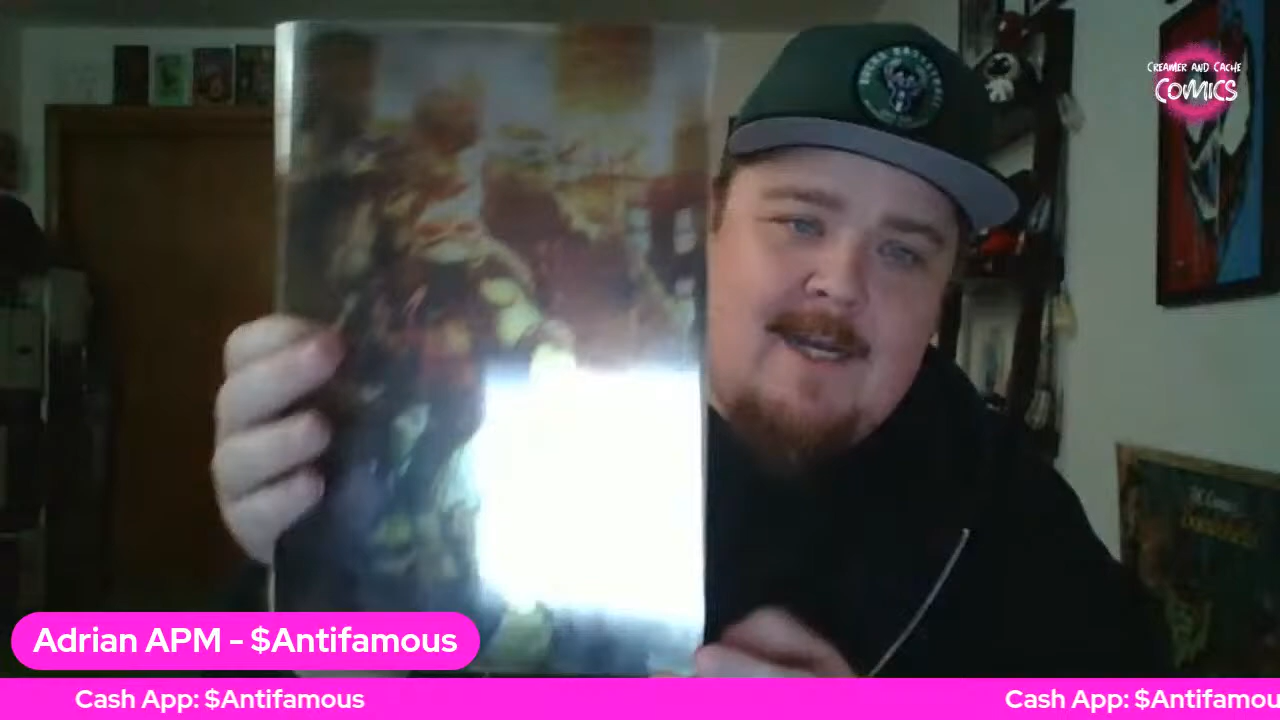 CREAMER AND CACHE
COMICS
Adrian APM - $Antifamous
Cash App: $Antifamous
Cash App: $Antifamou